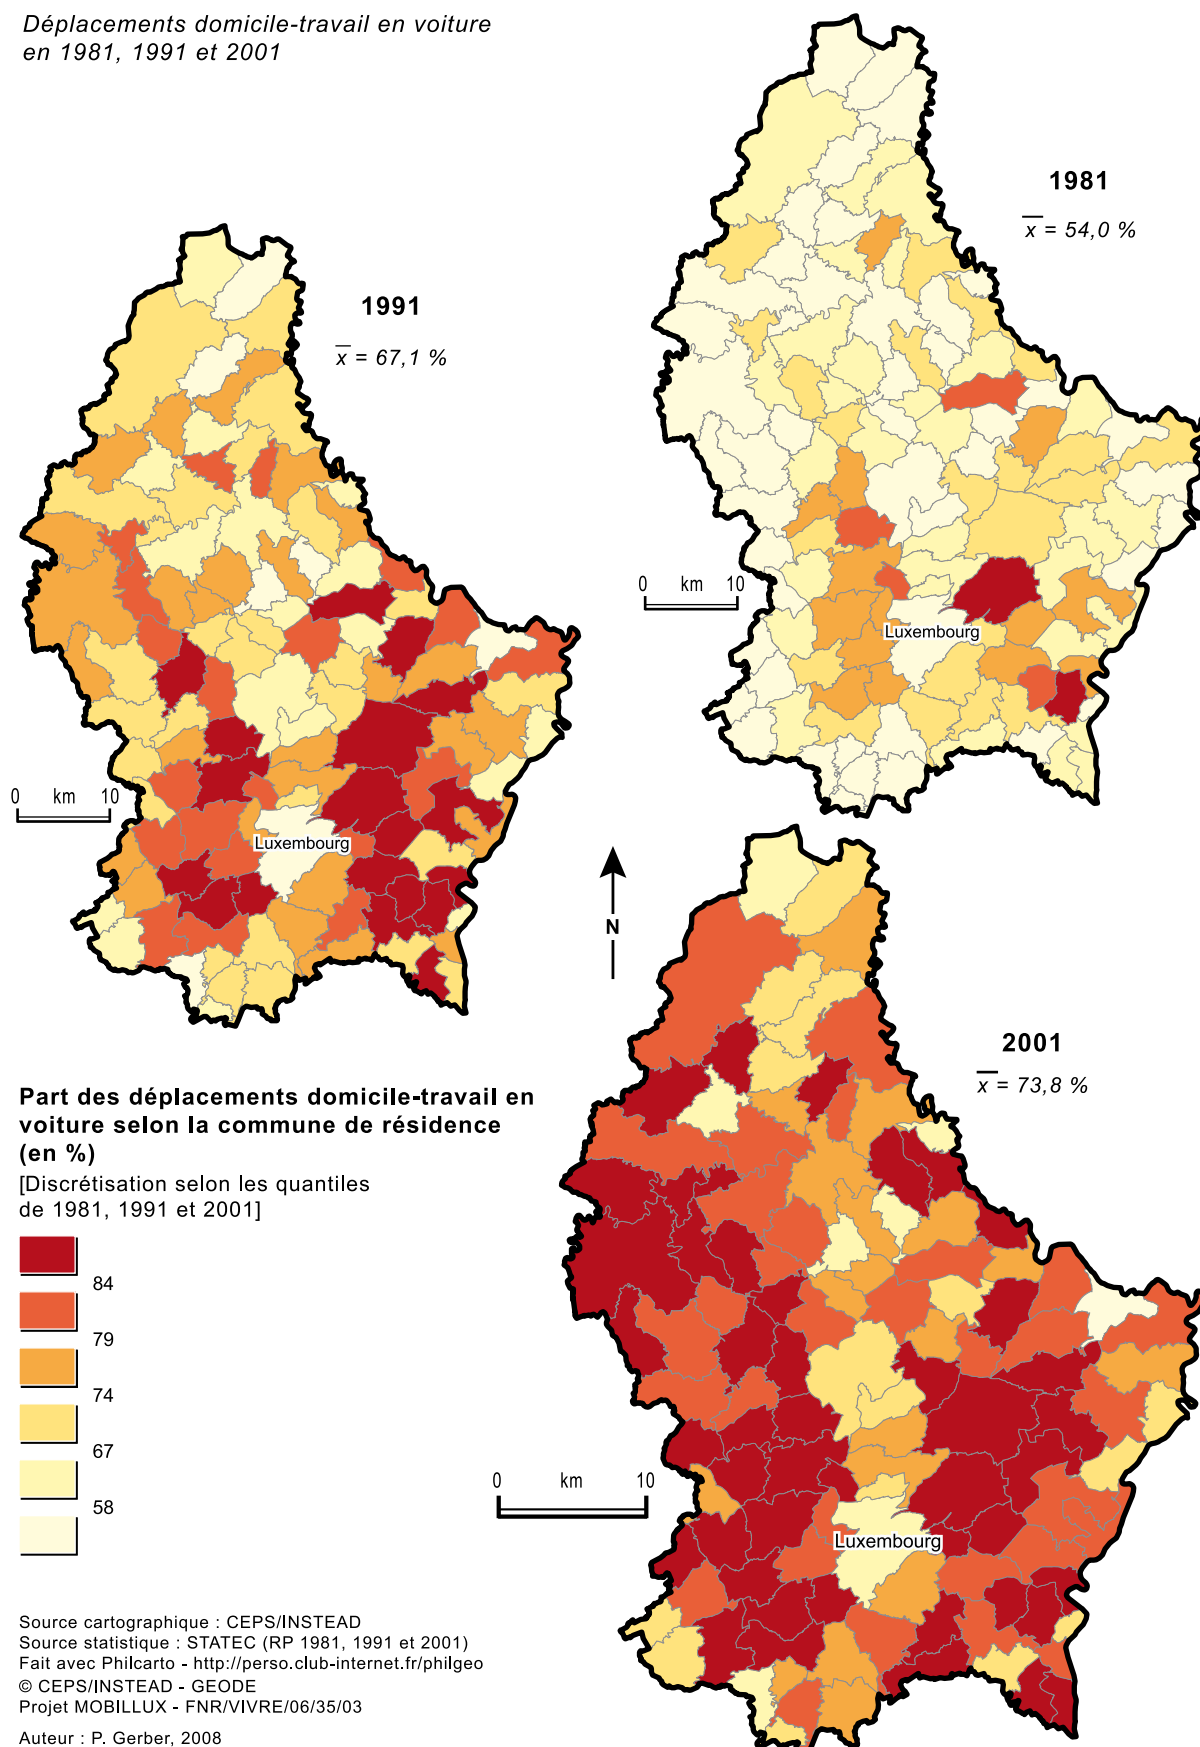 Déplacements domicile-travail en voiture
en 1981, 1991 et 2001
1981
x = 54,0 %
1991
x = 67,1 %
0 km 10
Luxembourg
0 km 10
Luxembourg
N
2001
x = 73,8 %
Part des déplacements domicile-travail en
voiture selon la commune de résidence
(en %)
[Discrétisation selon les quantiles
de 1981, 1991 et 2001]
84
79
74
67
58
0 km 10
Luxembourg
Source cartographique : CEPS/INSTEAD
Source statistique : STATEC (RP 1981, 1991 et 2001)
Fait avec Philcarto - http://perso.club-internet.fr/philgeo
© CEPS/INSTEAD - GEODE
Projet MOBILLUX - FNR/VIVRE/06/35/03
Auteur : P. Gerber, 2008